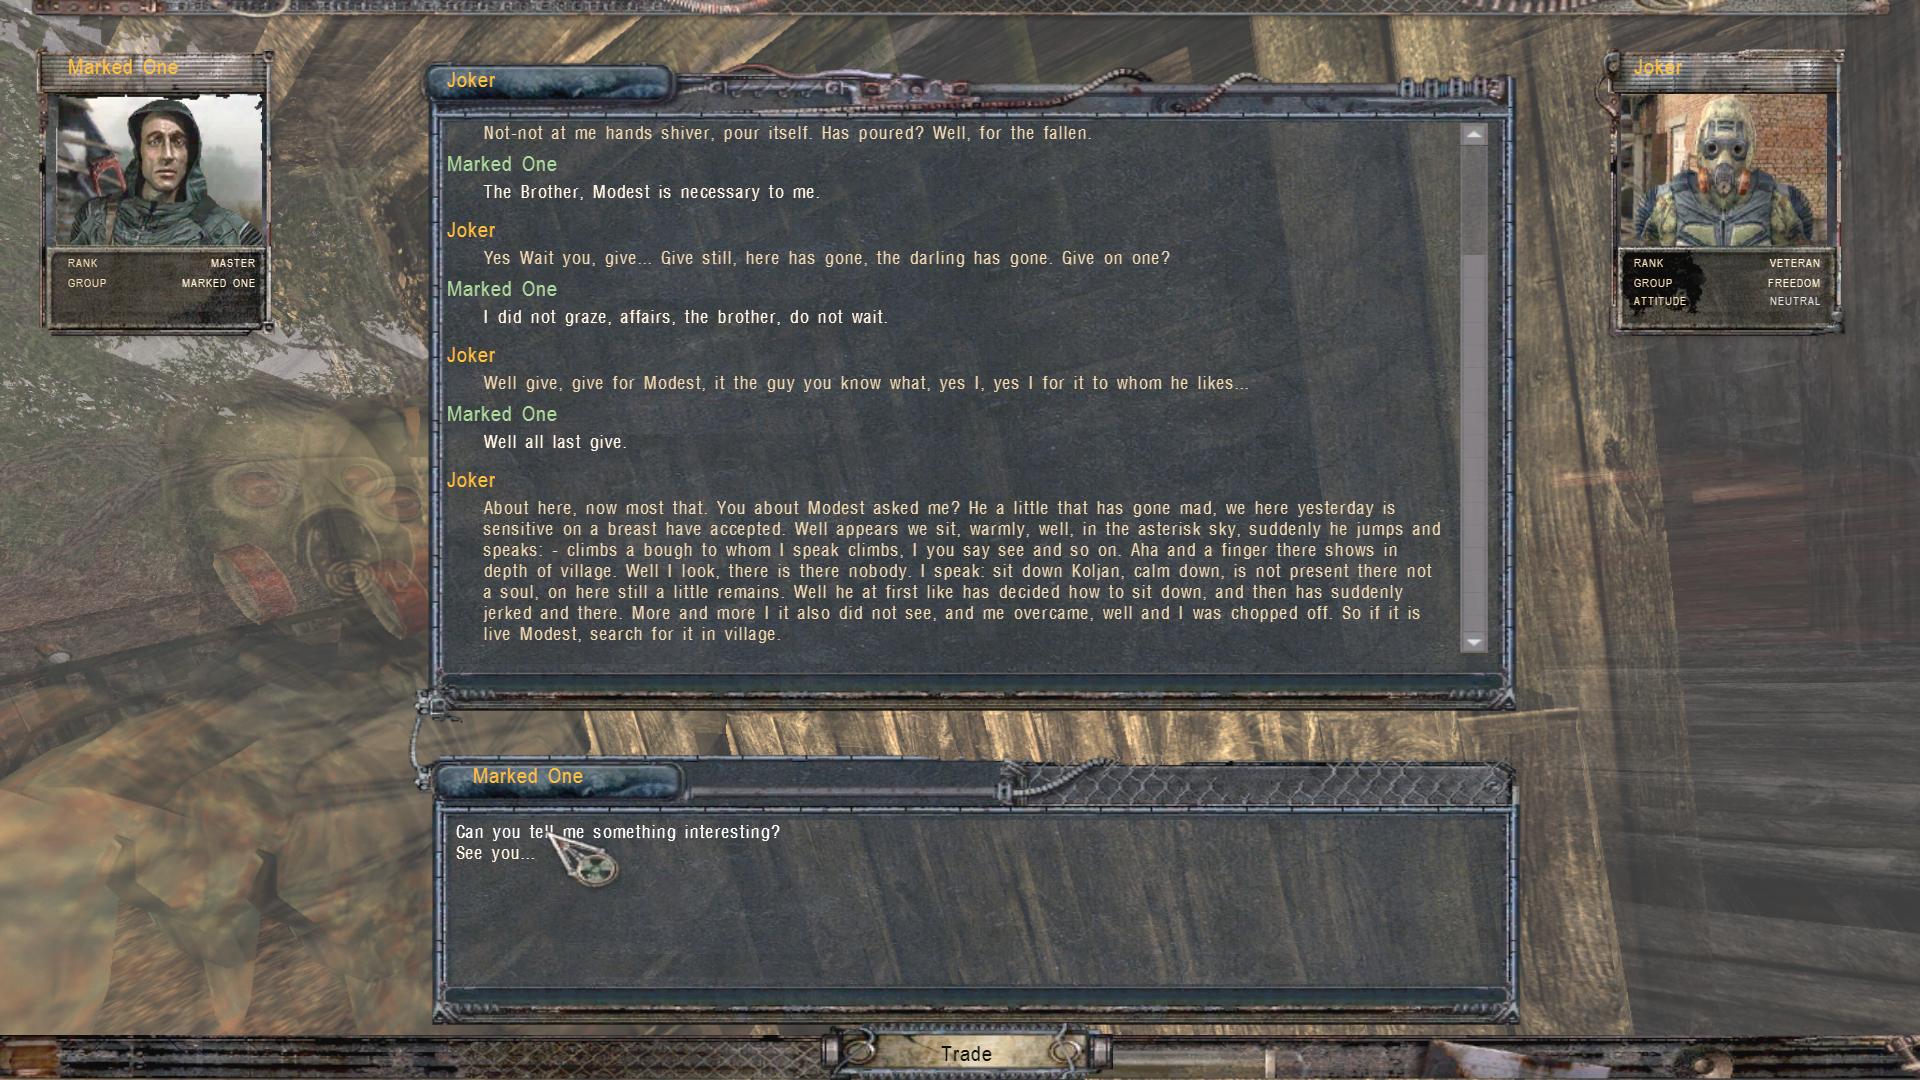 Marked One
RANK MASTER
GROUP MARKED ONE
Joker
Not-not at me hands shiver, pour itself. Has poured? Well, for the fallen.
Marked One
The Brother, Modest is necessary to me.
Joker
Yes Wait you, give... Give still, here has gone, the darling has gone. Give on one?
Marked One
I did not graze, affairs, the brother, do not wait.
Joker
Well give, give for Modest, it the guy you know what, yes I, yes I for it to whom he likes...
Marked One
Well all last give.
Joker
About here, now most that. You about Modest asked me? He a little that has gone mad, we here yesterday is
sensitive on a breast have accepted. Well appears we sit, warmly, well, in the asterisk sky, suddenly he jumps and
speaks: - climbs a bough to whom I speak climbs, I you say see and so on. Aha and a finger there shows in
depth of village. Well I look, there is there nobody. I speak: sit down Koljan, calm down, is not present there not
a soul, on here still a little remains. Well he at first like has decided how to sit down, and then has suddenly
jerked and there. More and more I it also did not see, and me overcame, well and I was chopped off. So if it is
live Modest, search for it in village.
Joker
RANK VETERAN
GROUP FREEDOM
ATTITUDE NEUTRAL
Marked One
Can you tell me something interesting?
See you...
Trade